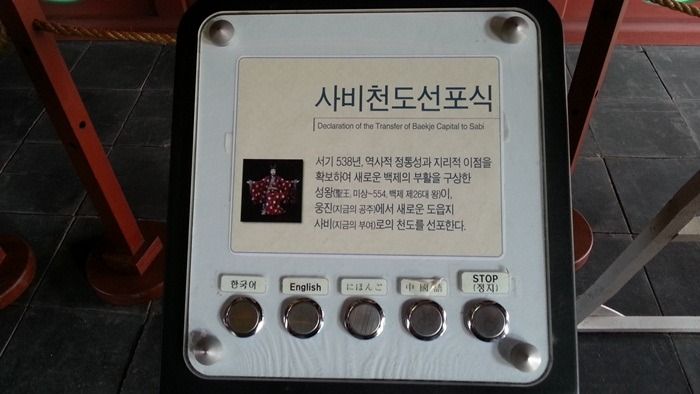 사비천도선포식
Declaration of the Transfer of Baekje Capital to Sabi
서기 538년, 역사적 정통성과 지리적 이점을
확보하여 새로운 백제의 부활을 구상한
성왕(聖王, 미상~554, 백제 제26대 왕)이,
웅진(지금의 공주)에서 새로운 도읍지
사비(지금의 부여)로의 천도를 선포한다.
한국어
English
にほんご
中國語
STOP
(정지)